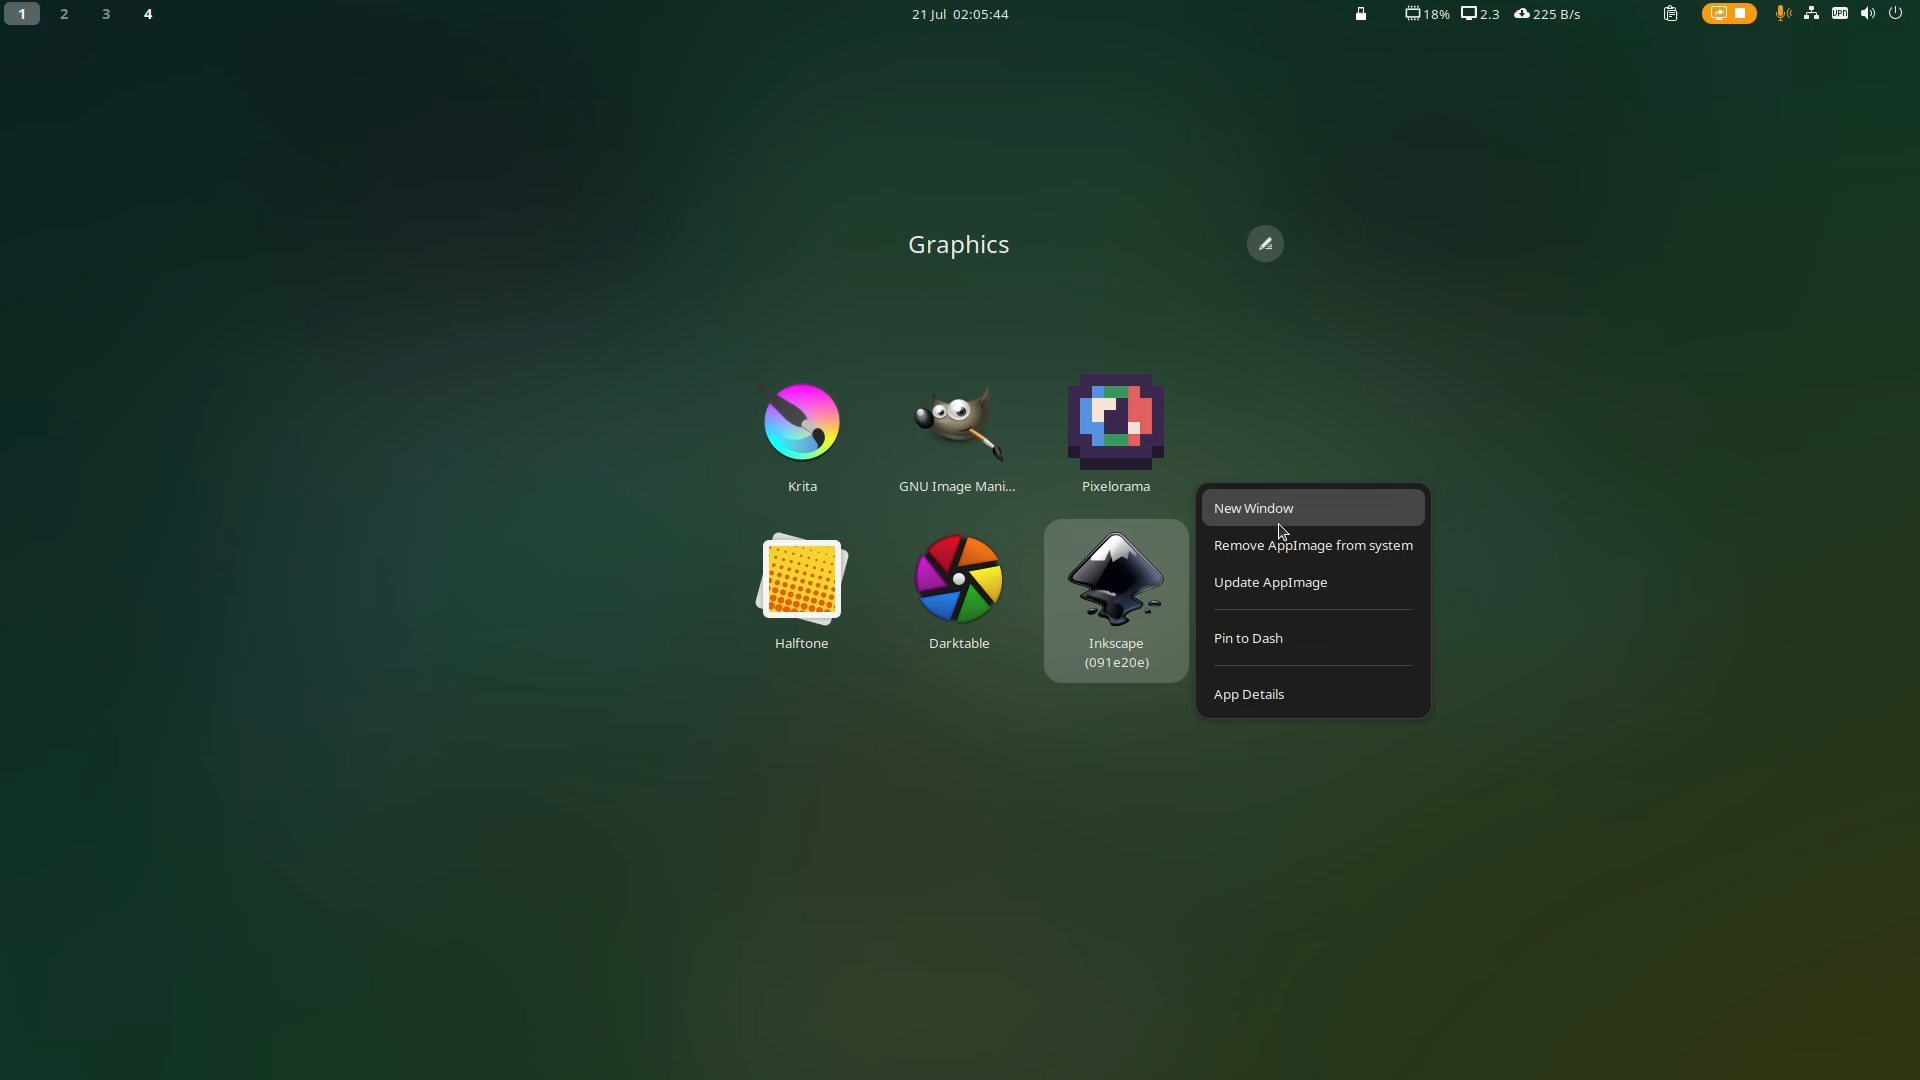 1 2 3 4
21 Jul 02:05:44
18% 2.3 225 B/s
VPN
Graphics
Krita
GNU Image Mani...
Pixelorama
Halftone
Darktable
Inkscape
(091e20e)
New Window
Remove AppImage from system
Update AppImage
Pin to Dash
App Details